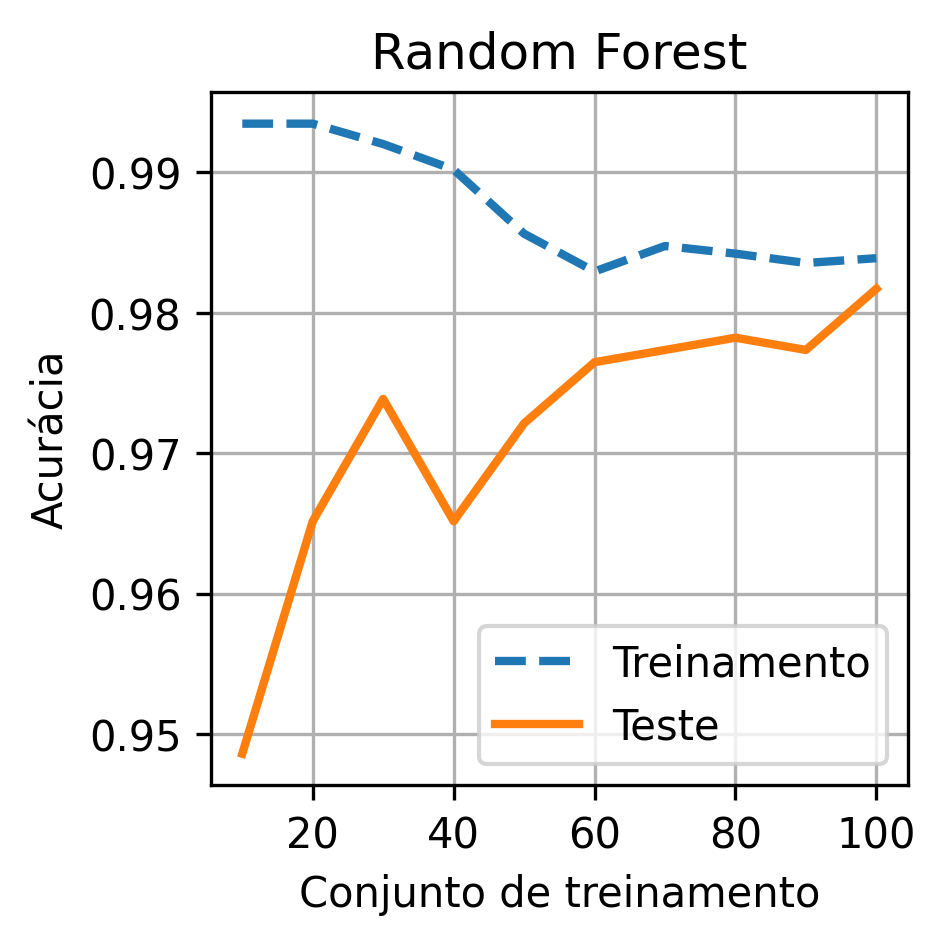 Random Forest
0.99
0.98
0.97
0.96
0.95
Acurácia
Treinamento
Teste
20 40 60 80 100
Conjunto de treinamento